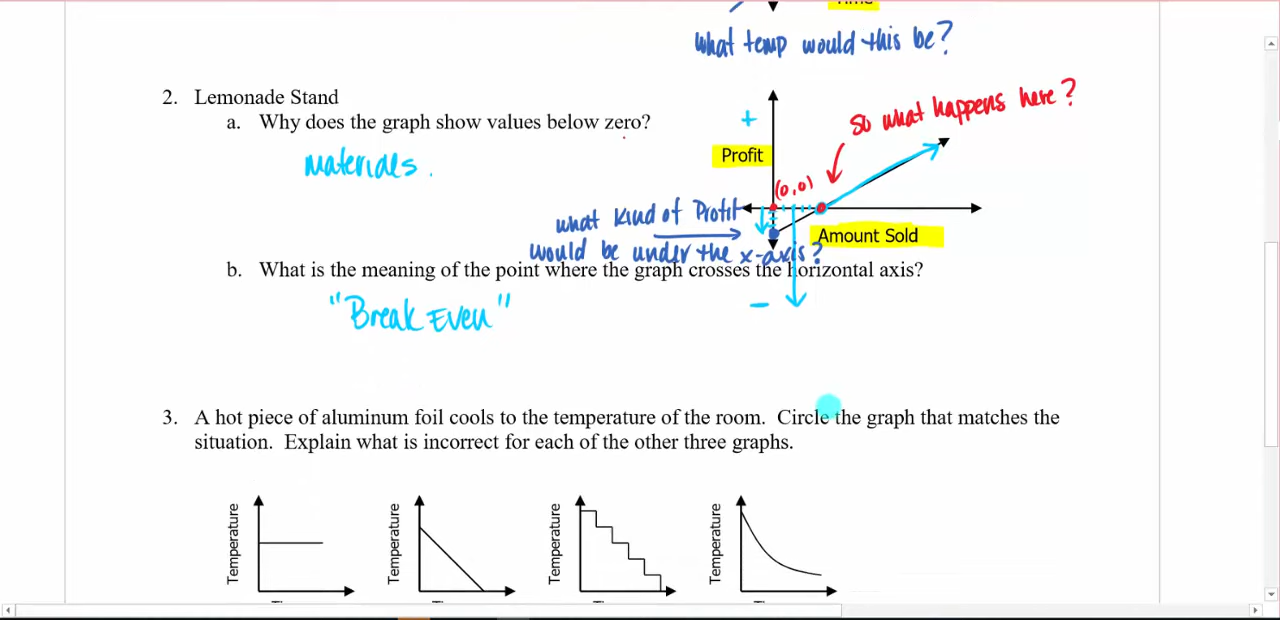 Time
What temp would this be?
2. Lemonade Stand
a. Why does the graph show values below zero?
Materials.
+
Profit
So what happens here?
(0,0)
what kind of Profit
would be under the x-axis?
Amount Sold
b. What is the meaning of the point where the graph crosses the horizontal axis?
"Break Even"
−
3. A hot piece of aluminum foil cools to the temperature of the room. Circle the graph that matches the
situation. Explain what is incorrect for each of the other three graphs.
Temperature
Temperature
Temperature
Temperature